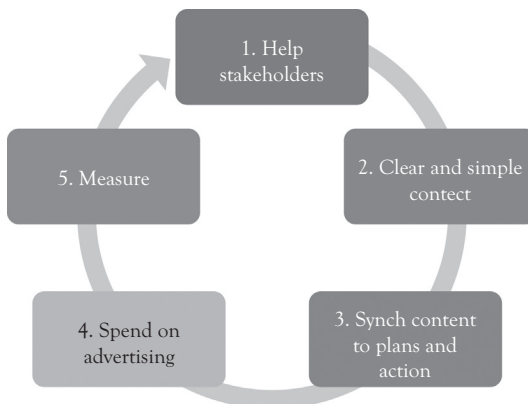 1. Help
stakeholders
2. Clear and simple
contect
3. Synch content
to plans and
action
4. Spend on
advertising
5. Measure